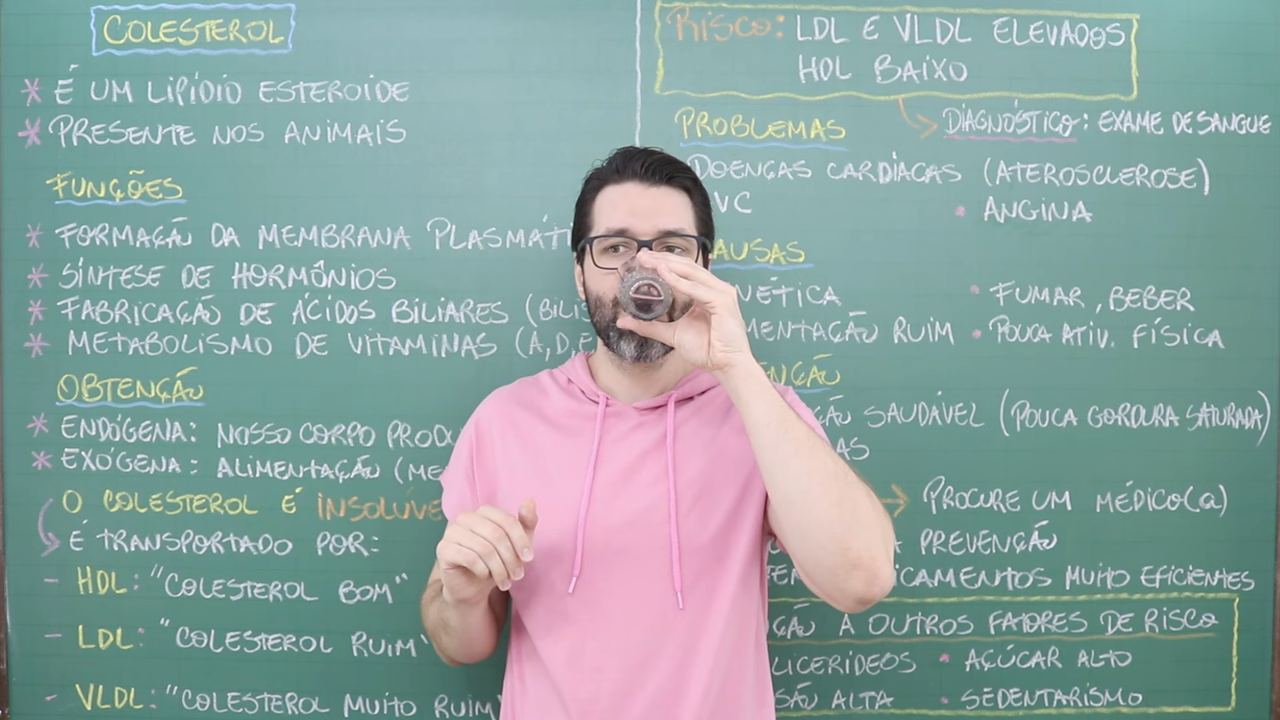 COLESTEROL
* É UM LIPÍDIO ESTEROIDE
* PRESENTE NOS ANIMAIS
FUNÇÕES
* FORMAÇÃO DA MEMBRANA PLASMÁT
* SÍNTESE DE HORMÔNIOS
* FABRICAÇÃO DE ÁCIDOS BILIARES (BILIS
* METABOLISMO DE VITAMINAS (A,D,E
OBTENÇÃO
* ENDÓGENA: NOSSO CORPO PRODU
* EXÓGENA: ALIMENTAÇÃO (ME
O COLESTEROL É INSOLÚVE
É TRANSPORTADO POR:
- HDL: "COLESTEROL BOM"
- LDL: "COLESTEROL RUIM"
- VLDL: "COLESTEROL MUITO RUIM"
RISCO: LDL E VLDL ELEVADOS
HDL BAIXO
DIAGNÓSTICO: EXAME DE SANGUE
PROBLEMAS
DOENÇAS CARDÍACAS (ATEROSCLEROSE)
VC • ANGINA
AUSAS
NÉTICA • FUMAR, BEBER
MENTAÇÃO RUIM • POUCA ATIV. FÍSICA
ENÇÃO
ÇÃO SAUDÁVEL (POUCA GORDURA SATURADA)
AS
PROCURE UM MÉDICO(A)
A PREVENÇÃO
ICAMENTOS MUITO EFICIENTES
ÇÃO A OUTROS FATORES DE RISCO
LICERÍDEOS • AÇÚCAR ALTO
SÃO ALTA • SEDENTARISMO